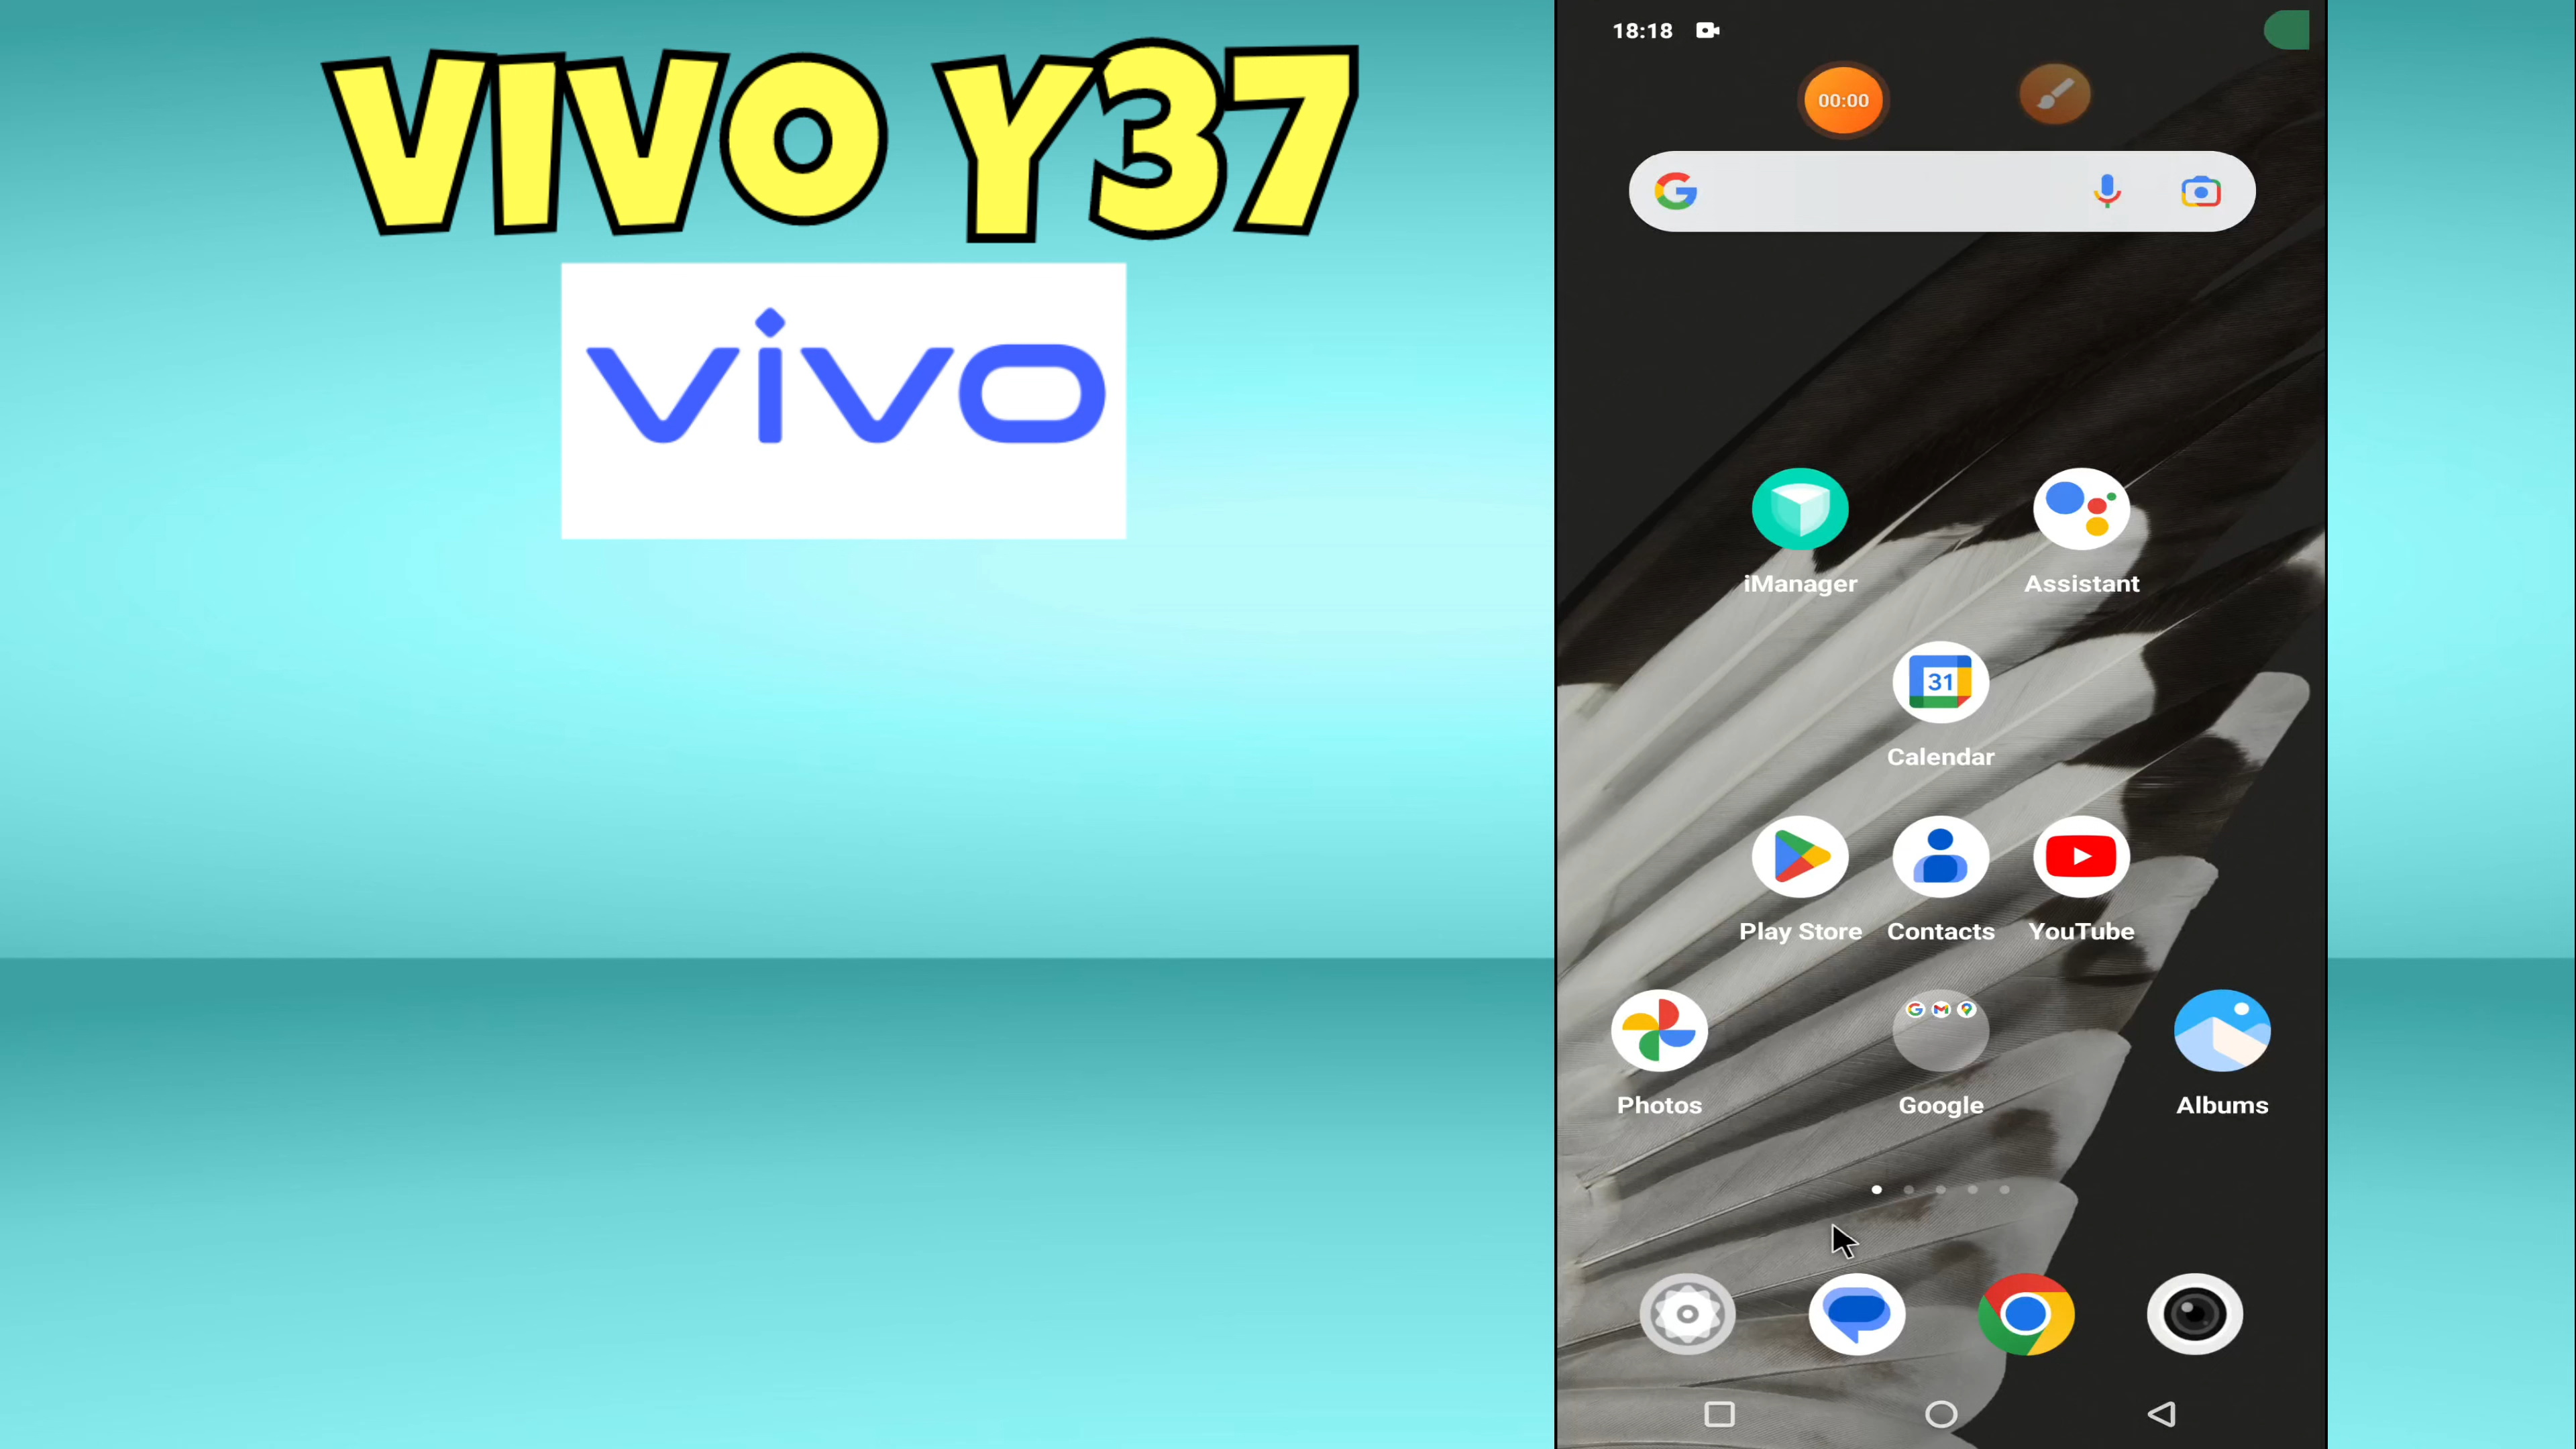 VIVO Y37
vivo
18:18
00:00
iManager
Assistant
31
Calendar
Play Store
Contacts
YouTube
Photos
Google
Albums